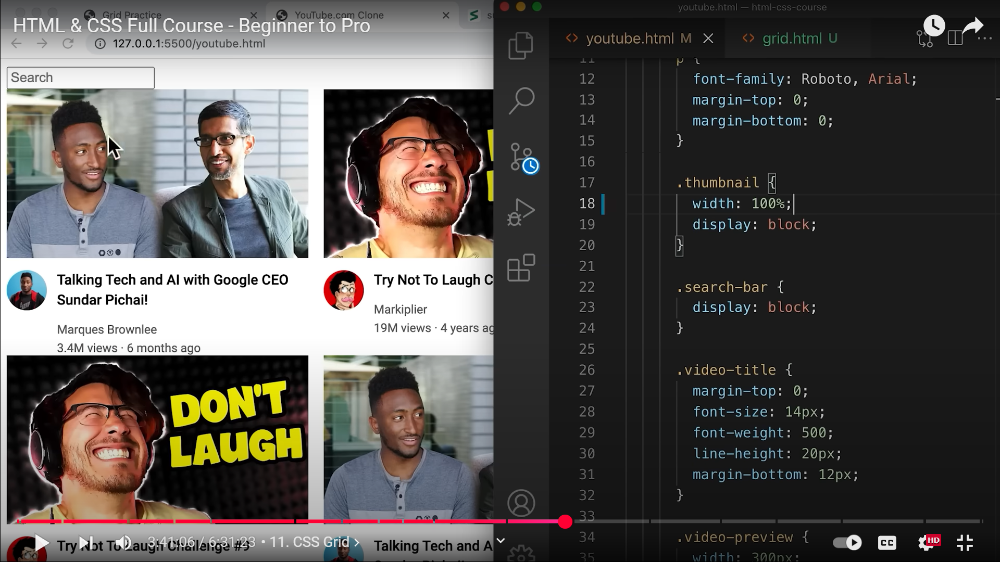 Grid Practice
YouTube.com Clone
HTML & CSS Full Course - Beginner to Pro
127.0.0.1:5500/youtube.html
Search
Talking Tech and AI with Google CEO
Sundar Pichai!
Marques Brownlee
3.4M views · 6 months ago
Try Not To Laugh C
Markiplier
19M views · 4 years ag
DON'T
LAUGH
Try Not To Laugh Challenge #3
Talking Tech and A
3:41:06 / 6:31:23 • 11. CSS Grid
youtube.html — html-css-course
youtube.html M
grid.html U
11 p {
12 font-family: Roboto, Arial;
13 margin-top: 0;
14 margin-bottom: 0;
15 }
16
17 .thumbnail {
18 width: 100%;
19 display: block;
20 }
21
22 .search-bar {
23 display: block;
24 }
25
26 .video-title {
27 margin-top: 0;
28 font-size: 14px;
29 font-weight: 500;
30 line-height: 20px;
31 margin-bottom: 12px;
32 }
33
34 .video-preview {
35 width: 300px;
CC
HD